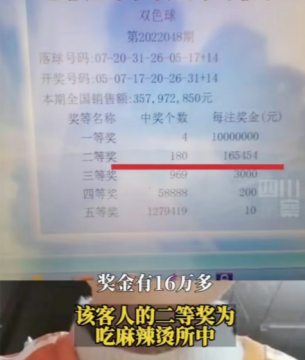 双色球
第2022048期
落球号码:07-20-31-26-05-17+14
开奖号码:05-07-17-20-26-31+14
本期全国销售额:357,972,850元
奖等名称 中奖个数 每注奖金(元)
一等奖 4 10000000
二等奖 180 165454
三等奖 969 3000
四等奖 58888 200
五等奖 1279419 10
奖金有16万多
该客人的二等奖为
吃麻辣烫所中